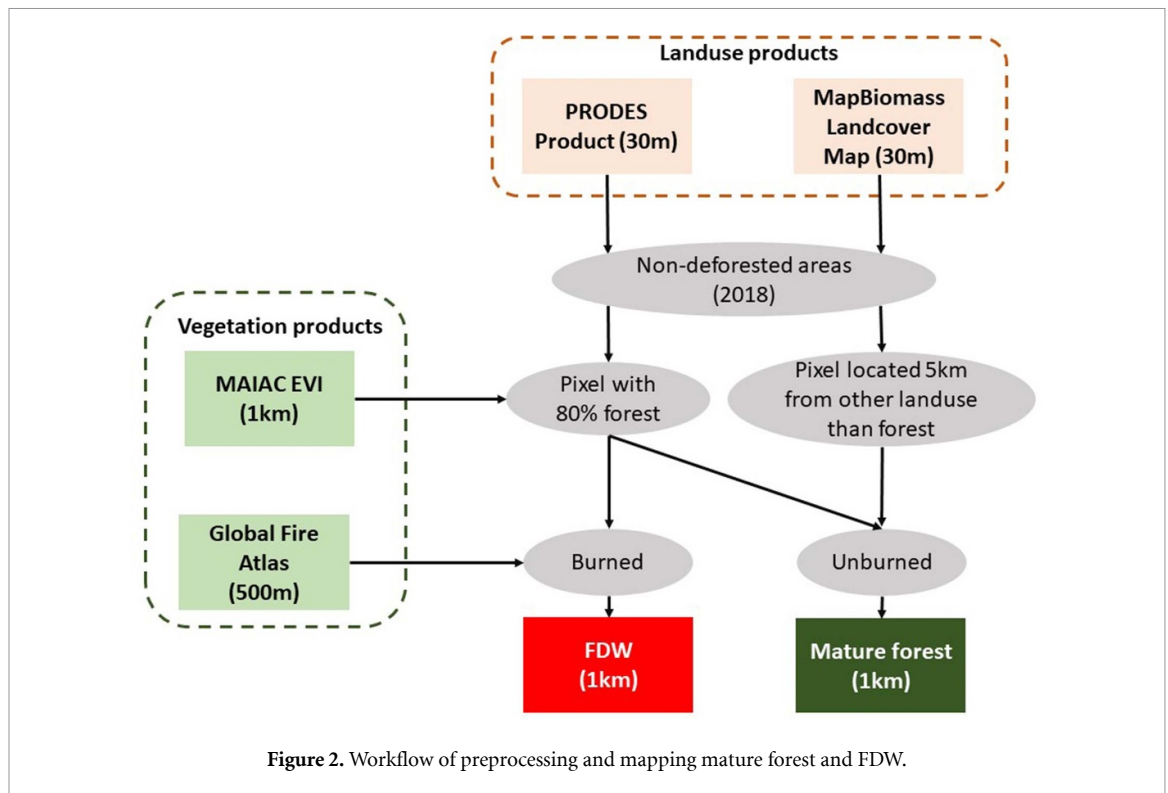 Landuse products
PRODES
Product (30m)
MapBiomass
Landcover
Map (30m)
Non-deforested areas
(2018)
Vegetation products
MAIAC EVI
(1km)
Pixel with
80% forest
Pixel located 5km
from other landuse
than forest
Global Fire
Atlas
(500m)
Burned
Unburned
FDW
(1km)
Mature forest
(1km)
Figure 2. Workflow of preprocessing and mapping mature forest and FDW.